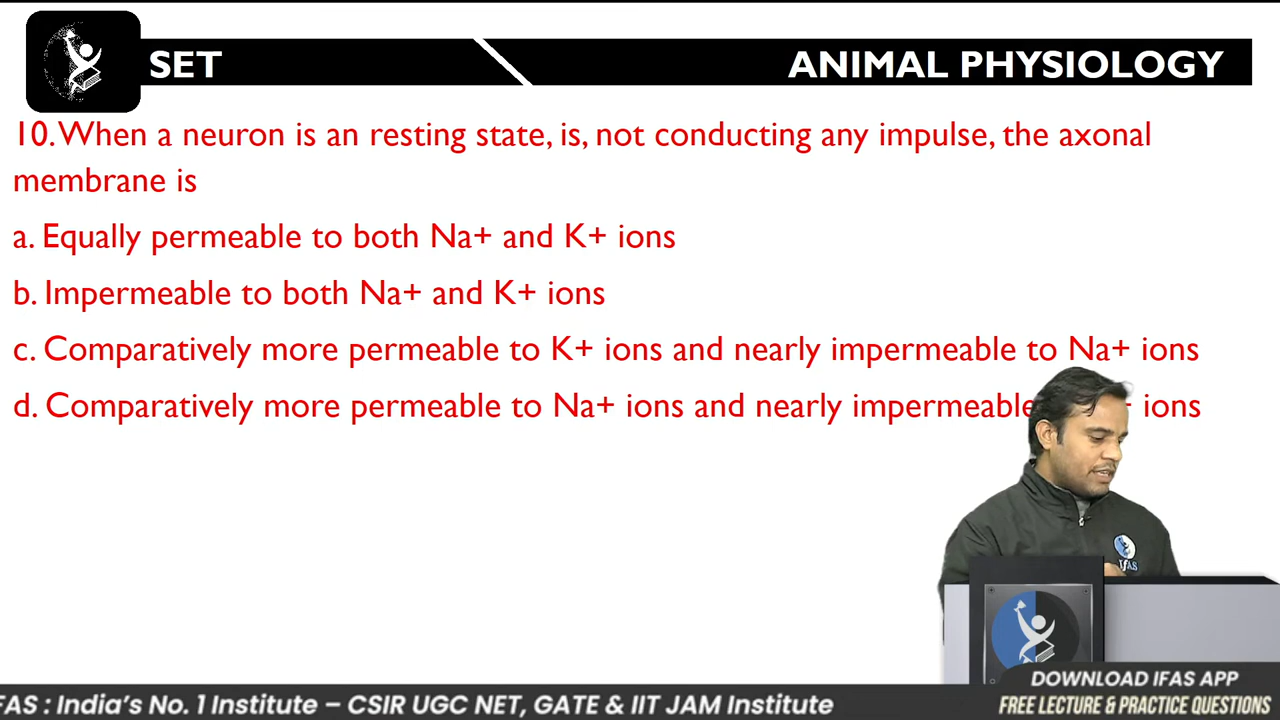 SET
ANIMAL PHYSIOLOGY
10. When a neuron is an resting state, is, not conducting any impulse, the axonal
membrane is
a. Equally permeable to both Na+ and K+ ions
b. Impermeable to both Na+ and K+ ions
c. Comparatively more permeable to K+ ions and nearly impermeable to Na+ ions
d. Comparatively more permeable to Na+ ions and nearly impermeable ions
IFAS
DOWNLOAD IFAS APP
FAS : India's No. 1 Institute – CSIR UGC NET, GATE & IIT JAM Institute
FREE LECTURE & PRACTICE QUESTIONS